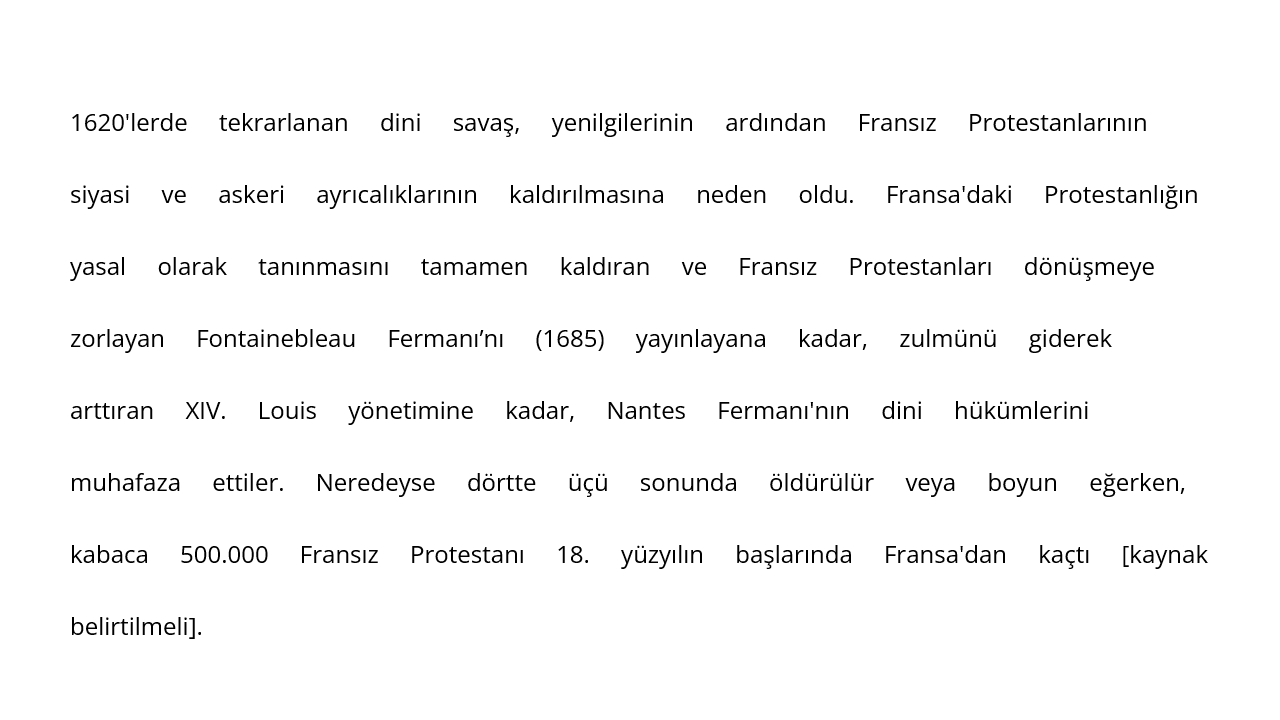 1620'lerde tekrarlanan dini savaş, yenilgilerinin ardından Fransız Protestanlarının
siyasi ve askeri ayrıcalıklarının kaldırılmasına neden oldu. Fransa'daki Protestanlığın
yasal olarak tanınmasını tamamen kaldıran ve Fransız Protestanları dönüşmeye
zorlayan Fontainebleau Fermanı’nı (1685) yayınlayana kadar, zulmünü giderek
arttıran XIV. Louis yönetimine kadar, Nantes Fermanı'nın dini hükümlerini
muhafaza ettiler. Neredeyse dörtte üçü sonunda öldürülür veya boyun eğerken,
kabaca 500.000 Fransız Protestanı 18. yüzyılın başlarında Fransa'dan kaçtı [kaynak
belirtilmeli].